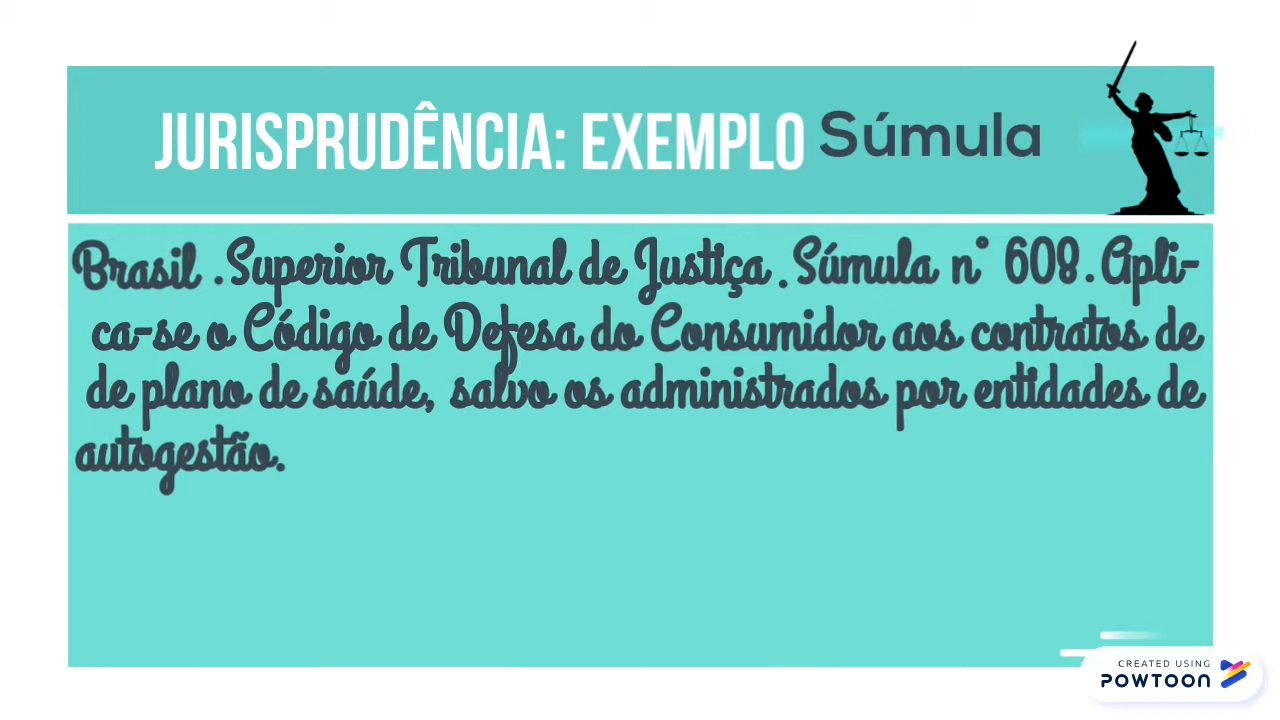 JURISPRUDÊNCIA: EXEMPLO Súmula
Brasil . Superior Tribunal de Justiça . Súmula n° 608. Apli-
ca-se o Código de Defesa do Consumidor aos contratos de
de plano de saúde, salvo os administrados por entidades de
autogestão.
CREATED USING
POWTOON